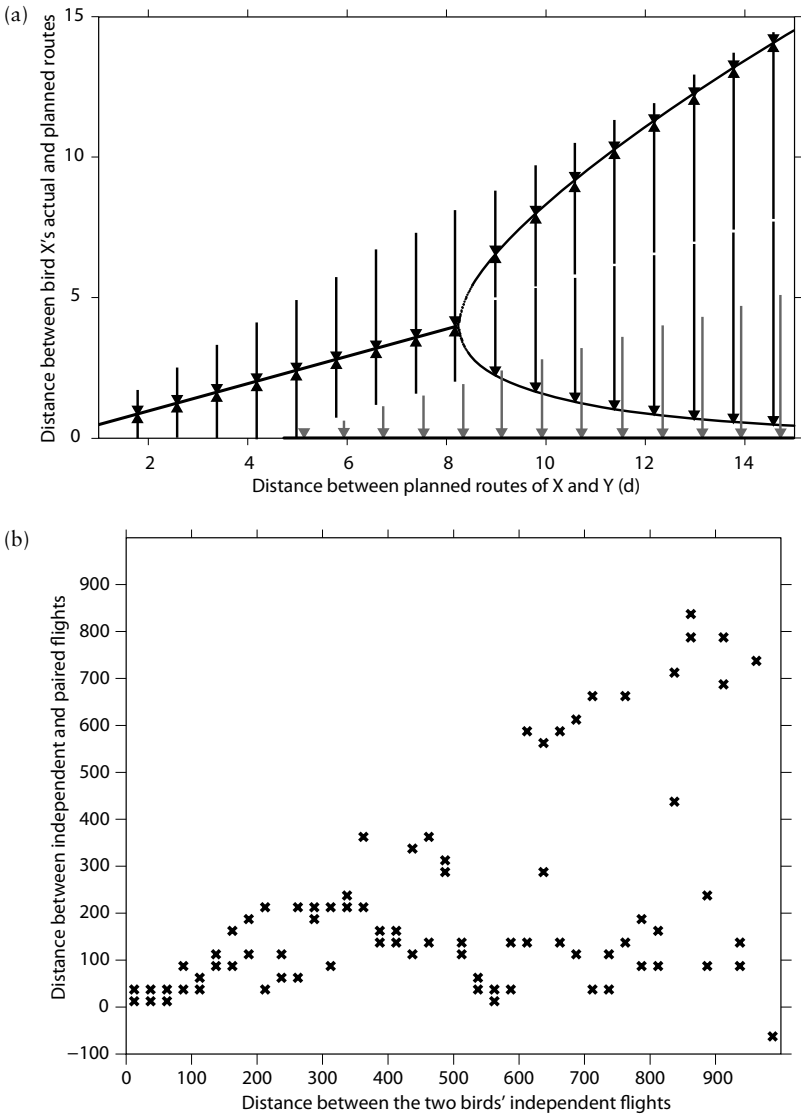 (a)
Distance between bird X's actual and planned routes
15
10
5
0
2 4 6 8 10 12 14
Distance between planned routes of X and Y (d)
(b)
Distance between independent and paired flights
900
800
700
600
500
400
300
200
100
0
−100
0 100 200 300 400 500 600 700 800 900
Distance between the two birds' independent flights